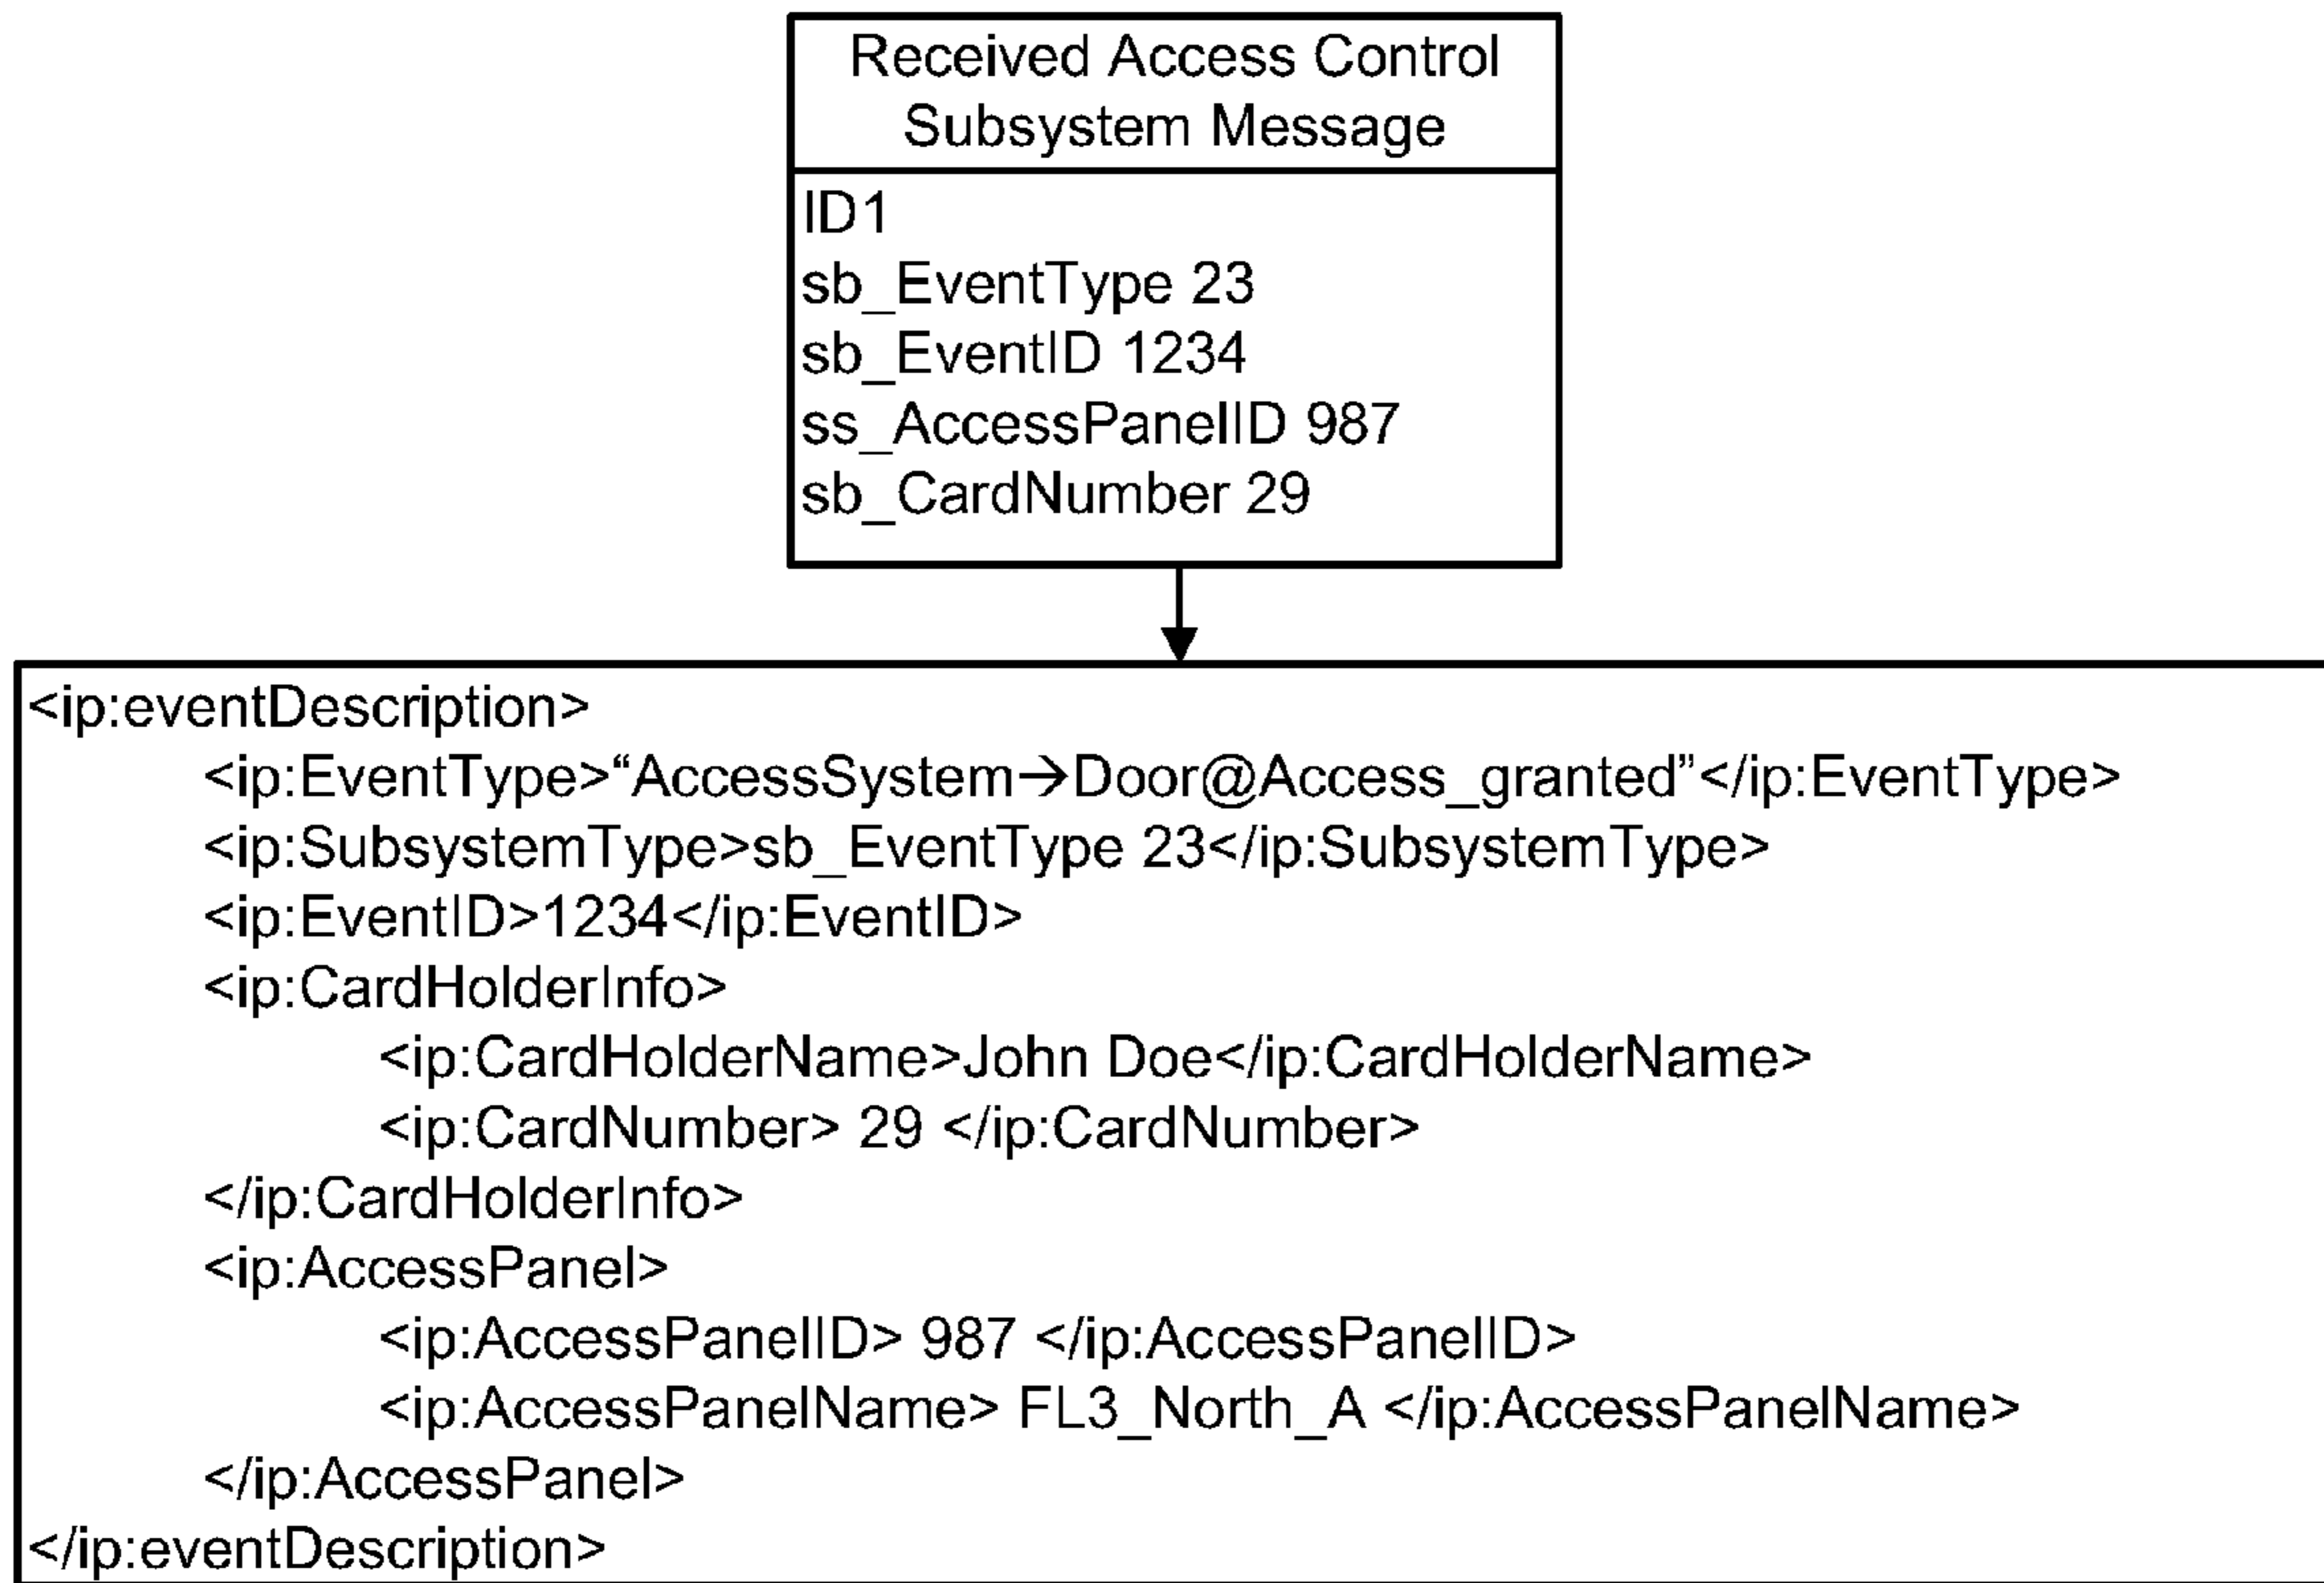 Received Access Control
Subsystem Message
ID1
sb_EventType 23
sb_EventID 1234
ss_AccessPanelID 987
sb_CardNumber 29
<ip:eventDescription>
<ip:EventType>“AccessSystem→Door@Access_granted”</ip:EventType>
<ip:SubsystemType>sb_EventType 23</ip:SubsystemType>
<ip:EventID>1234</ip:EventID>
<ip:CardHolderInfo>
<ip:CardHolderName>John Doe</ip:CardHolderName>
<ip:CardNumber> 29 </ip:CardNumber>
</ip:CardHolderInfo>
<ip:AccessPanel>
<ip:AccessPanelID> 987 </ip:AccessPanelID>
<ip:AccessPanelName> FL3_North_A </ip:AccessPanelName>
</ip:AccessPanel>
</ip:eventDescription>